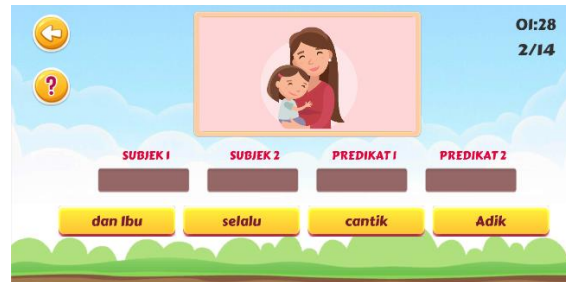 01:28
2/14
?
SUBJEK 1
SUBJEK 2
PREDIKAT 1
PREDIKAT 2
dan Ibu
selalu
cantik
Adik